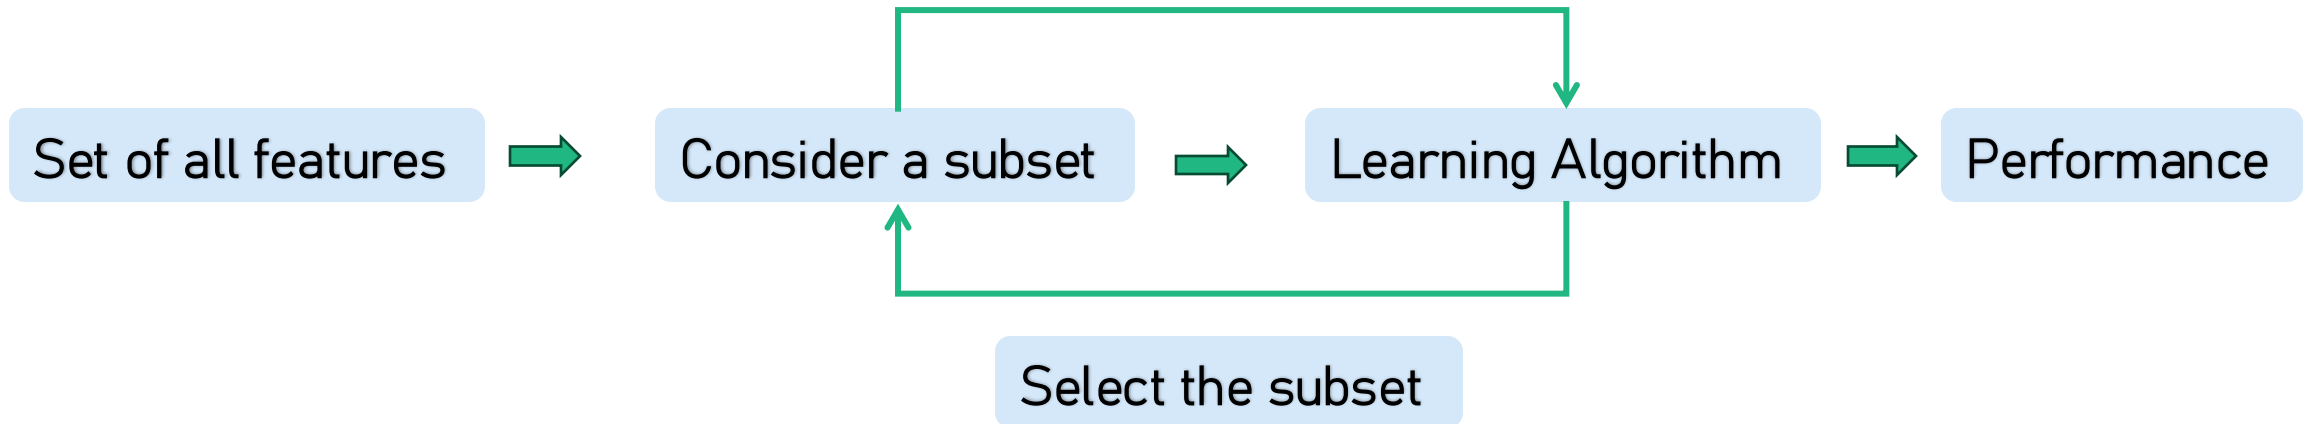 Set of all features
Consider a subset
Learning Algorithm
Performance
Select the subset